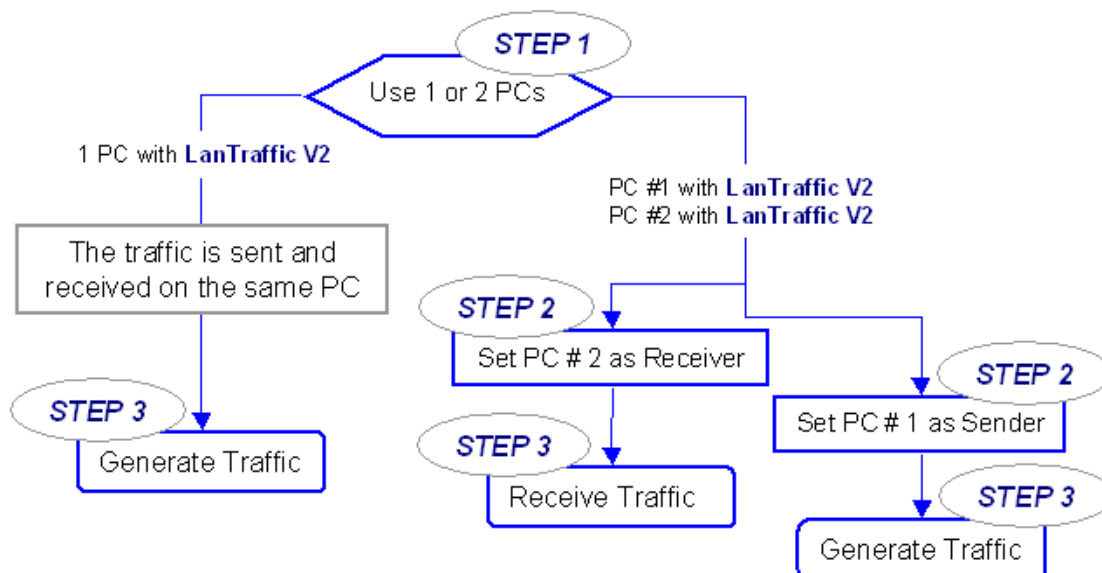 STEP 1
Use 1 or 2 PCs
1 PC with LanTraffic V2
PC #1 with LanTraffic V2
PC #2 with LanTraffic V2
The traffic is sent and
received on the same PC
STEP 2
Set PC # 2 as Receiver
STEP 2
Set PC # 1 as Sender
STEP 3
Generate Traffic
STEP 3
Receive Traffic
STEP 3
Generate Traffic